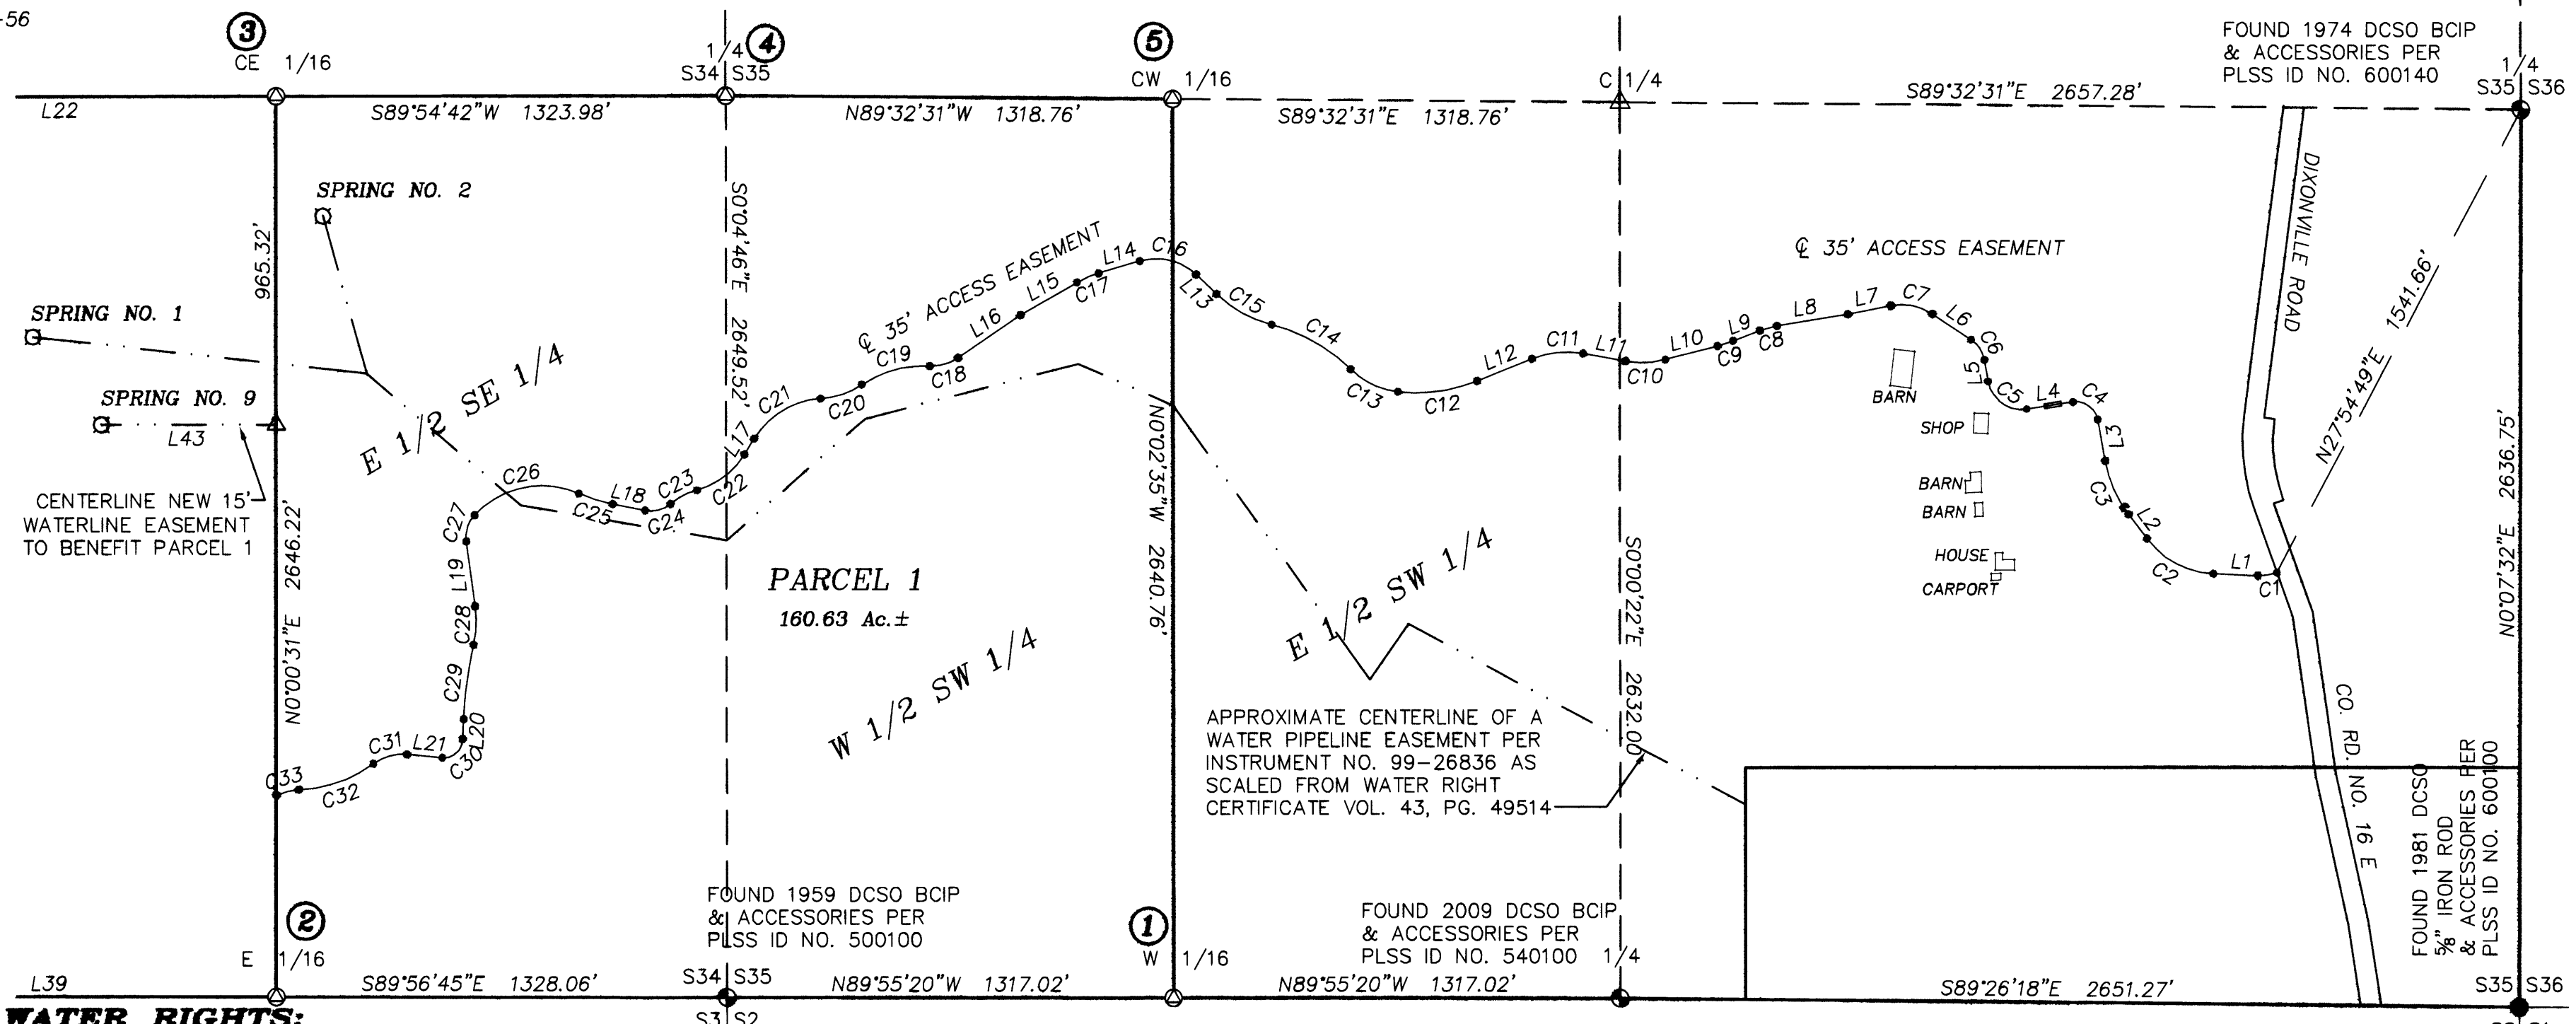 -56
3
CE 1/16
1/4
4
S34 S35
5
CW 1/16
C 1/4
FOUND 1974 DCSO BCIP
& ACCESSORIES PER
PLSS ID NO. 600140
1/4
S35 S36
L22
S89°54'42"W 1323.98'
N89°32'31"W 1318.76'
S89°32'31"E 1318.76'
S89°32'31"E 2657.28'
SPRING NO. 2
965.32'
SPRING NO. 1
SPRING NO. 9
L43
CENTERLINE NEW 15'
WATERLINE EASEMENT
TO BENEFIT PARCEL 1
N0°00'31"E 2646.22'
E 1/2 SE 1/4
S0°04'46"E 2649.52'
℄ 35' ACCESS EASEMENT
C33
C32
C31
L21
C30
L20
C29
C28
L19
C27
C26
C25
L18
C24
C23
C22
L17
C21
C20
C19
C18
L16
L15
C17
L14
C16
L13
C15
C14
C13
C12
L12
C11
L11
C10
L10
C9
L9
C8
L8
L7
C7
L6
C6
L5
C5
L4
C4
L3
C3
L2
C2
L1
C1
℄ 35' ACCESS EASEMENT
BARN
SHOP
BARN
BARN
HOUSE
CARPORT
DIXONVILLE ROAD
N27°54'49"E 1541.66'
N0°07'32"E 2636.75'
CO. RD. NO. 16 E
PARCEL 1
160.63 Ac.±
W 1/2 SW 1/4
N0°02'35"W 2640.76'
E 1/2 SW 1/4
S0°00'22"E 2632.00'
APPROXIMATE CENTERLINE OF A
WATER PIPELINE EASEMENT PER
INSTRUMENT NO. 99-26836 AS
SCALED FROM WATER RIGHT
CERTIFICATE VOL. 43, PG. 49514
FOUND 1981 DCSO
5/8" IRON ROD
& ACCESSORIES PER
PLSS ID NO. 600100
2
E 1/16
FOUND 1959 DCSO BCIP
& ACCESSORIES PER
PLSS ID NO. 500100
1
W 1/16
FOUND 2009 DCSO BCIP
& ACCESSORIES PER
PLSS ID NO. 540100 1/4
L39
S89°56'45"E 1328.06'
S34 S35
N89°55'20"W 1317.02'
N89°55'20"W 1317.02'
S89°26'18"E 2651.27'
S35 S36
WATER RIGHTS:
S3 S2